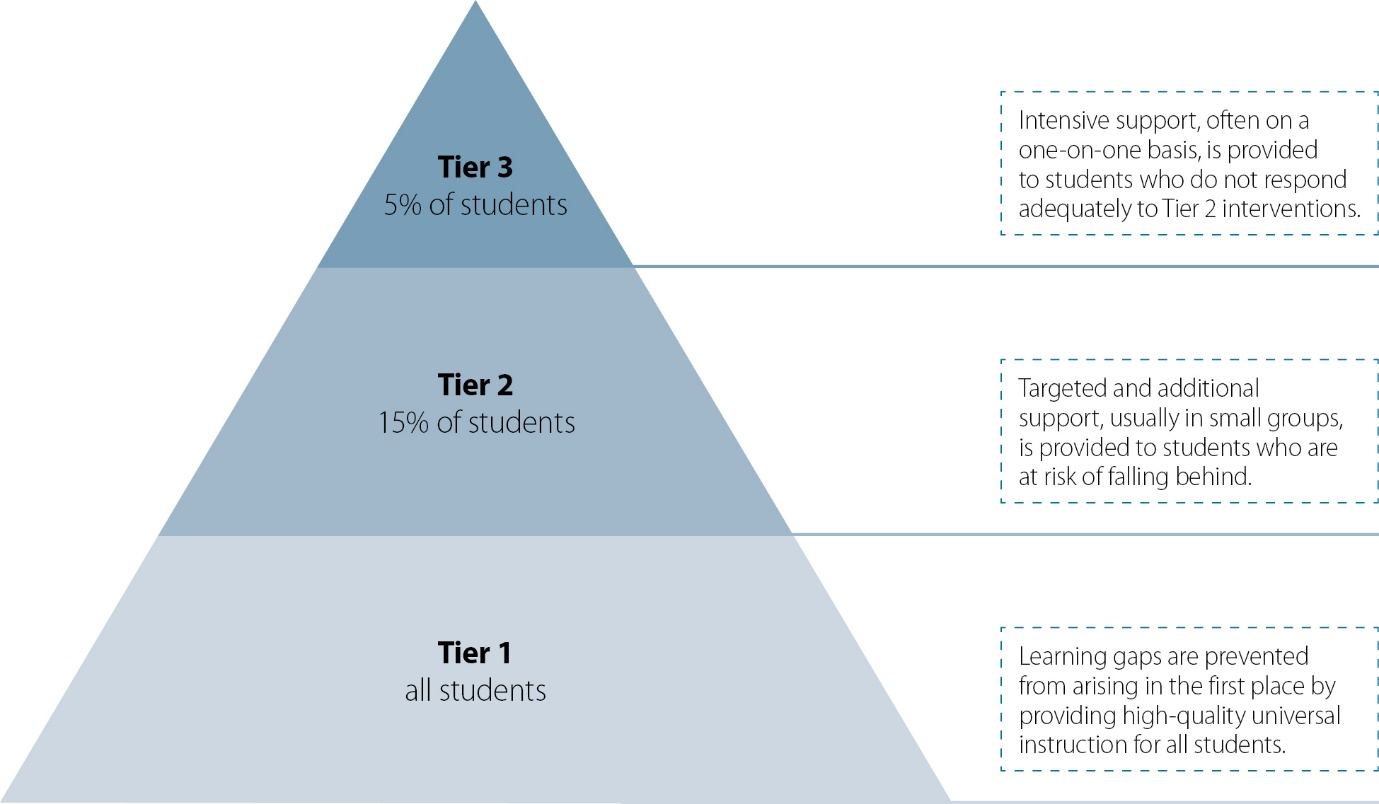 Tier 3
5% of students
Intensive support, often on a
one-on-one basis, is provided
to students who do not respond
adequately to Tier 2 interventions.
Tier 2
15% of students
Targeted and additional
support, usually in small groups,
is provided to students who are
at risk of falling behind.
Tier 1
all students
Learning gaps are prevented
from arising in the first place by
providing high-quality universal
instruction for all students.